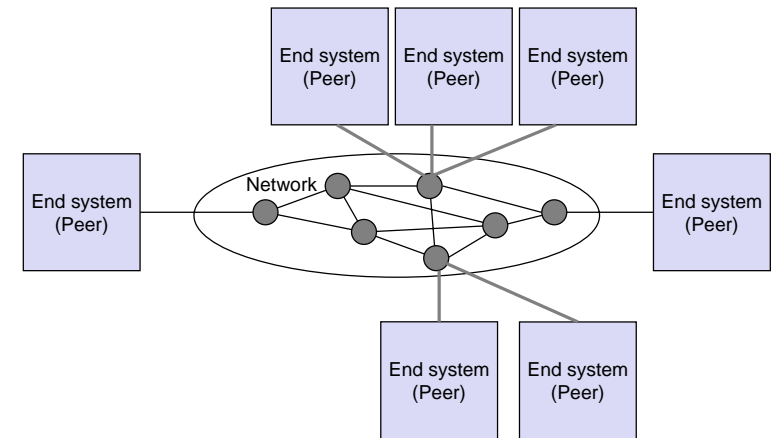 End system
(Peer)
End system
(Peer)
End system
(Peer)
End system
(Peer)
Network
End system
(Peer)
End system
(Peer)
End system
(Peer)